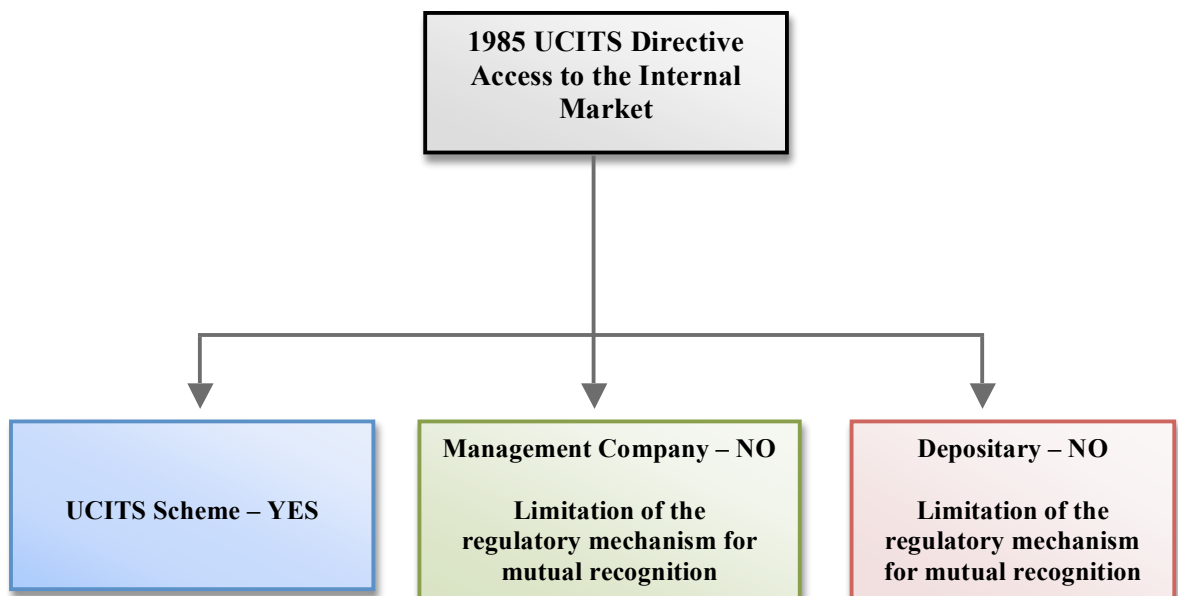 1985 UCITS Directive
Access to the Internal
Market
UCITS Scheme – YES
Management Company – NO
Limitation of the
regulatory mechanism for
mutual recognition
Depositary – NO
Limitation of the
regulatory mechanism
for mutual recognition